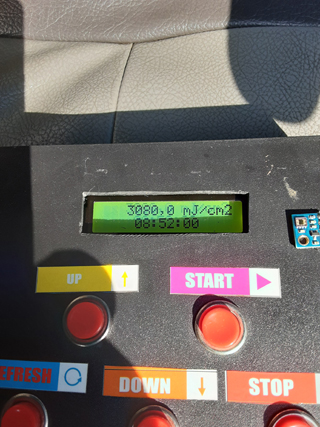 3080,0 mJ/cm2
08:52:00
UP
START
REFRESH
DOWN
STOP